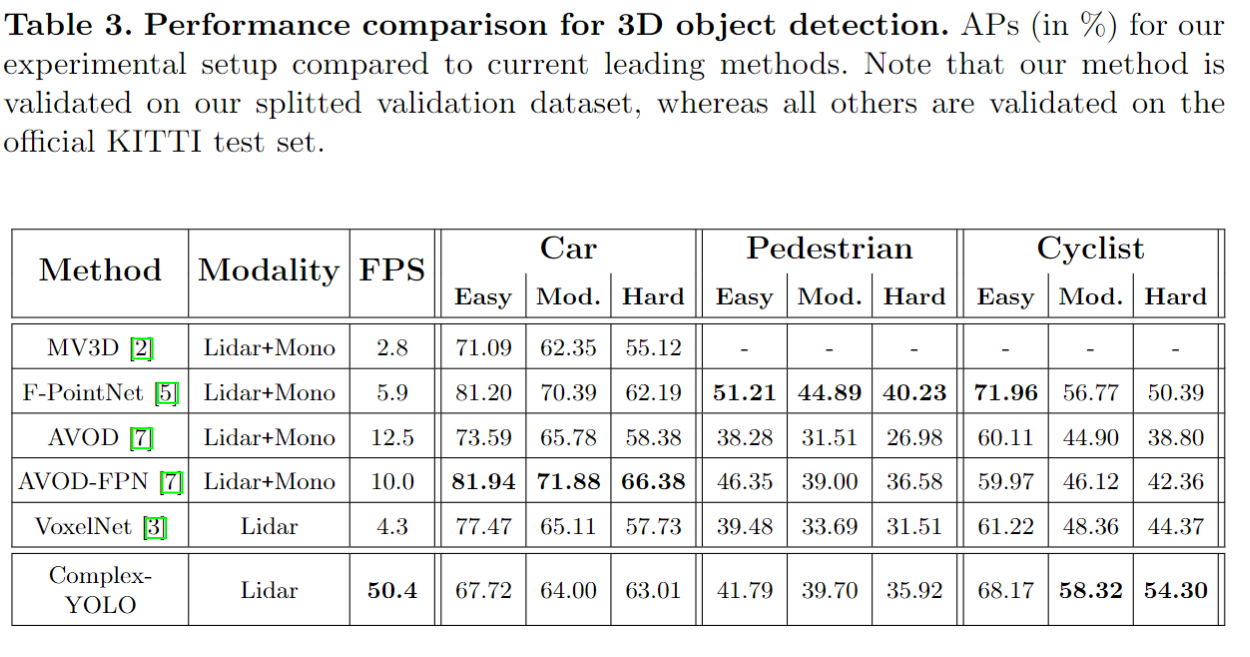 Table 3. Performance comparison for 3D object detection. APs (in %) for our
experimental setup compared to current leading methods. Note that our method is
validated on our splitted validation dataset, whereas all others are validated on the
official KITTI test set.
Method Modality FPS Car Pedestrian Cyclist
Easy Mod. Hard Easy Mod. Hard Easy Mod. Hard
MV3D [2] Lidar+Mono 2.8 71.09 62.35 55.12 - - - - - -
F-PointNet [5] Lidar+Mono 5.9 81.20 70.39 62.19 51.21 44.89 40.23 71.96 56.77 50.39
AVOD [7] Lidar+Mono 12.5 73.59 65.78 58.38 38.28 31.51 26.98 60.11 44.90 38.80
AVOD-FPN [7] Lidar+Mono 10.0 81.94 71.88 66.38 46.35 39.00 36.58 59.97 46.12 42.36
VoxelNet [3] Lidar 4.3 77.47 65.11 57.73 39.48 33.69 31.51 61.22 48.36 44.37
Complex-
YOLO Lidar 50.4 67.72 64.00 63.01 41.79 39.70 35.92 68.17 58.32 54.30